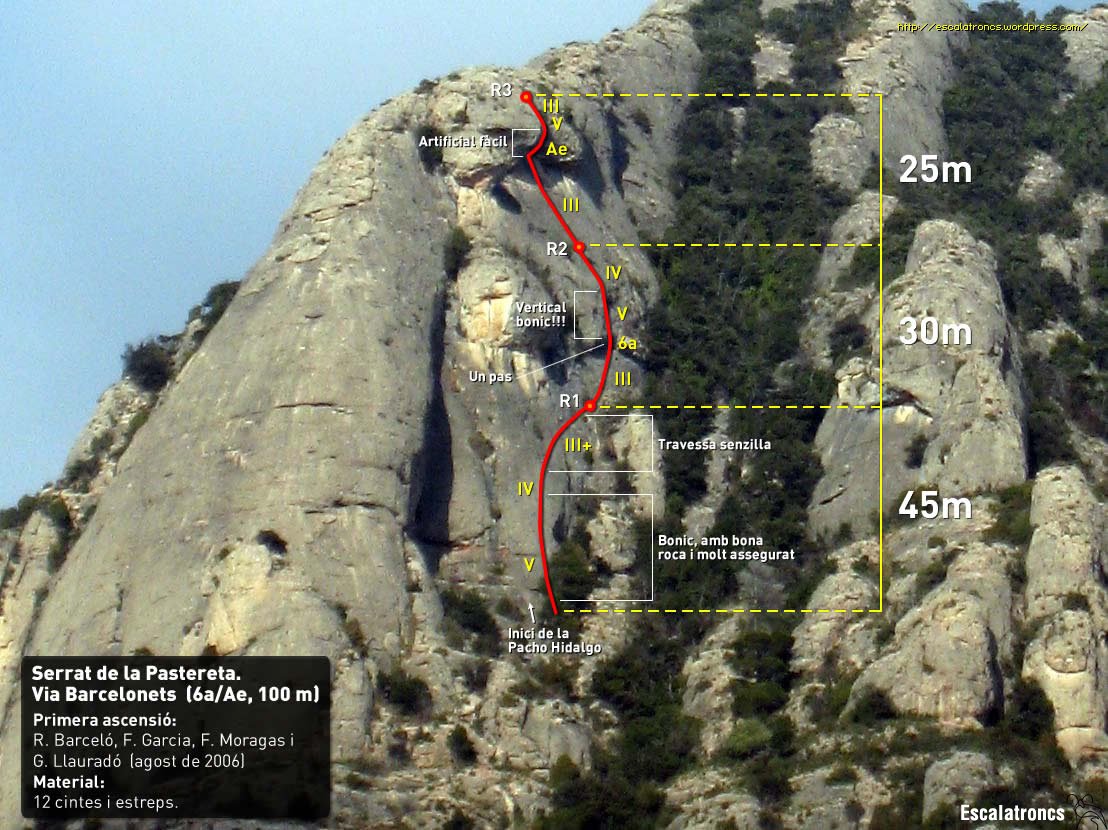 http://escalatroncs.wordpress.com/
R3
III
V
Artificial fàcil
Ae
25m
III
R2
IV
Vertical
bonic!!!
V
30m
6a
Un pas
III
R1
III+
Travessa senzilla
IV
45m
Bonic, amb bona
roca i molt assegurat
V
Inici de la
Pacho Hidalgo
Serrat de la Pastereta.
Via Barcelonets (6a/Ae, 100 m)
Primera ascensió:
R. Barceló, F. Garcia, F. Moragas i
G. Llauradó (agost de 2006)
Material:
12 cintes i estreps.
Escalatroncs